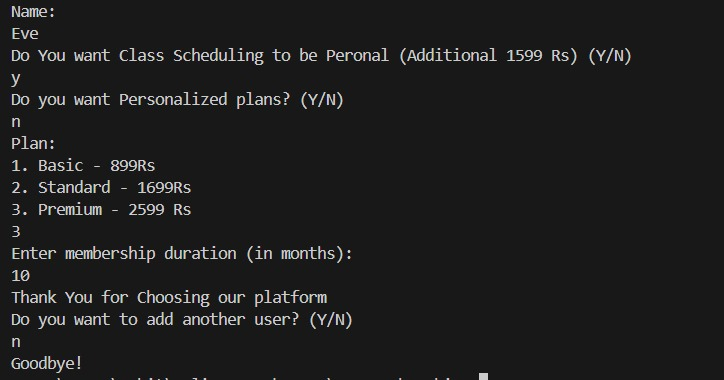 Name:
Eve
Do You want Class Scheduling to be Peronal (Additional 1599 Rs) (Y/N)
y
Do you want Personalized plans? (Y/N)
n
Plan:
1. Basic - 899Rs
2. Standard - 1699Rs
3. Premium - 2599 Rs
3
Enter membership duration (in months):
10
Thank You for Choosing our platform
Do you want to add another user? (Y/N)
n
Goodbye!